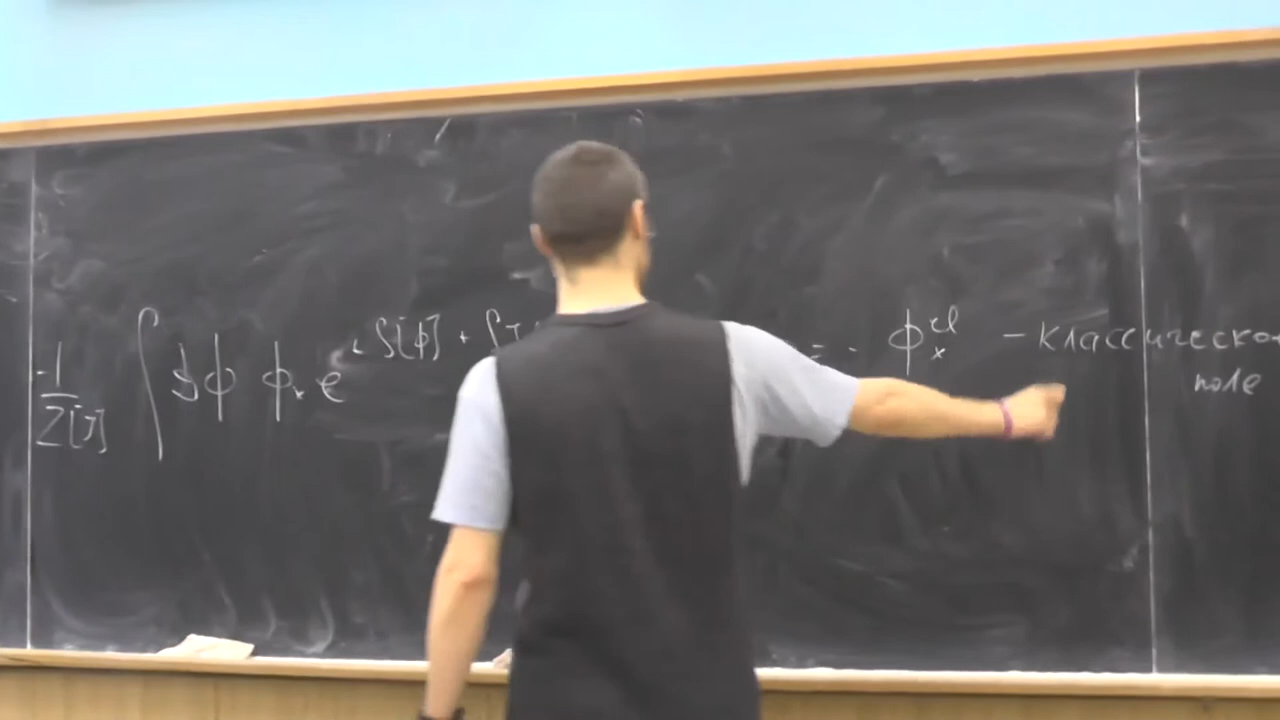 1/Z[J] ∫ Dϕ ϕₓ e^{iS[ϕ] + ∫J = ϕₓ^{cl} - классическо
поле